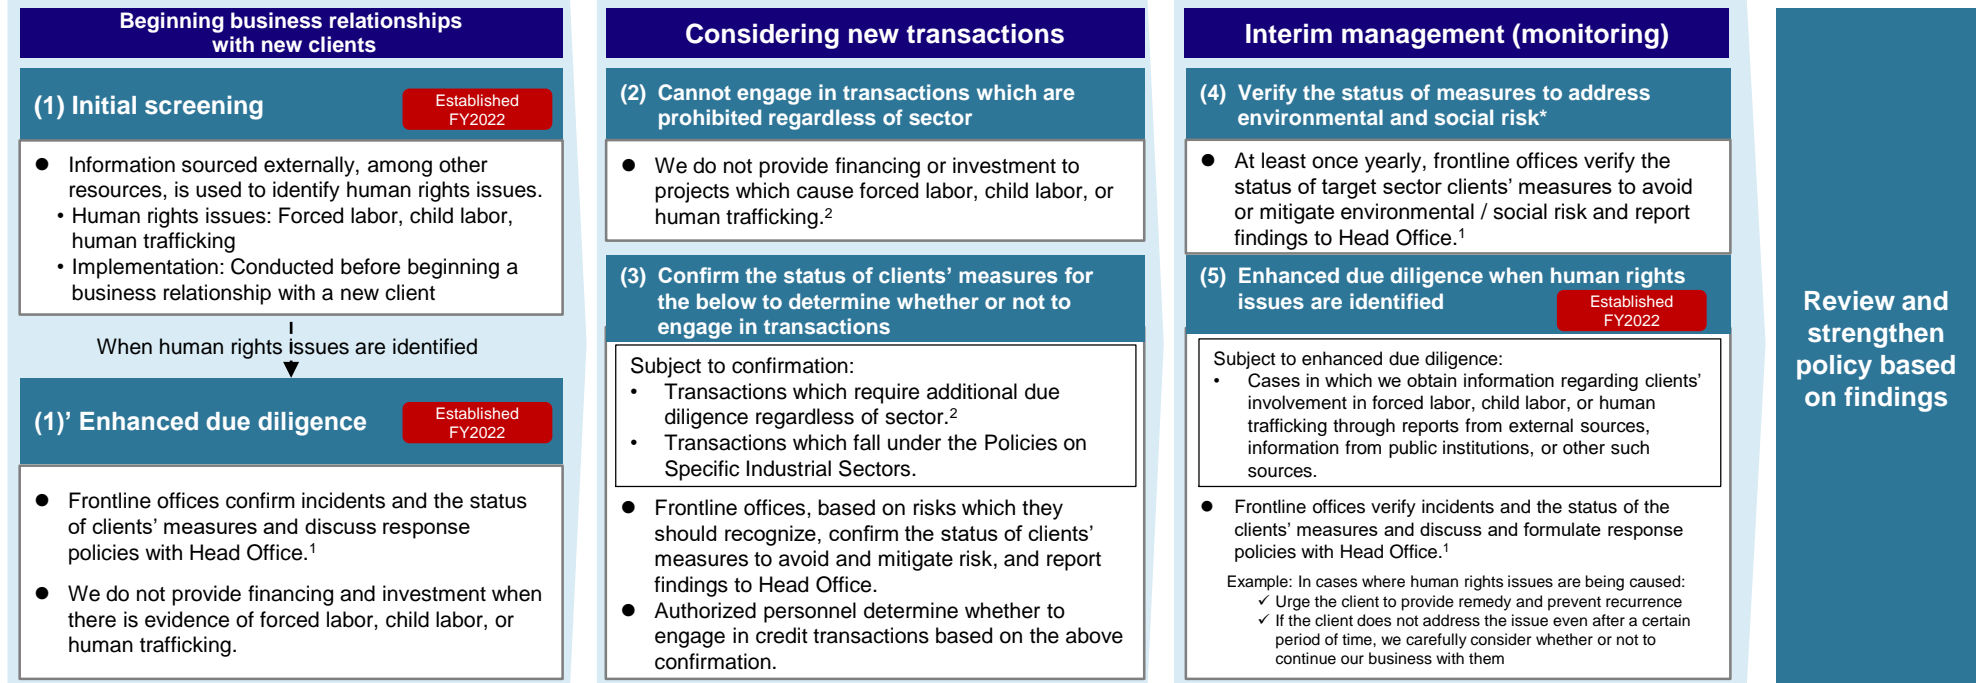 Beginning business relationships
with new clients
(1) Initial screening
Established
FY2022
● Information sourced externally, among other
resources, is used to identify human rights issues.
• Human rights issues: Forced labor, child labor,
human trafficking
• Implementation: Conducted before beginning a
business relationship with a new client
When human rights issues are identified
(1)’ Enhanced due diligence
Established
FY2022
● Frontline offices confirm incidents and the status
of clients’ measures and discuss response
policies with Head Office.¹
● We do not provide financing and investment when
there is evidence of forced labor, child labor, or
human trafficking.
Considering new transactions
(2) Cannot engage in transactions which are
prohibited regardless of sector
● We do not provide financing or investment to
projects which cause forced labor, child labor, or
human trafficking.²
(3) Confirm the status of clients’ measures for
the below to determine whether or not to
engage in transactions
Subject to confirmation:
• Transactions which require additional due
diligence regardless of sector.²
• Transactions which fall under the Policies on
Specific Industrial Sectors.
● Frontline offices, based on risks which they
should recognize, confirm the status of clients’
measures to avoid and mitigate risk, and report
findings to Head Office.
● Authorized personnel determine whether to
engage in credit transactions based on the above
confirmation.
Interim management (monitoring)
(4) Verify the status of measures to address
environmental and social risk*
● At least once yearly, frontline offices verify the
status of target sector clients’ measures to avoid
or mitigate environmental / social risk and report
findings to Head Office.¹
(5) Enhanced due diligence when human rights
issues are identified
Established
FY2022
Subject to enhanced due diligence:
• Cases in which we obtain information regarding clients’
involvement in forced labor, child labor, or human
trafficking through reports from external sources,
information from public institutions, or other such
sources.
● Frontline offices verify incidents and the status of the
clients’ measures and discuss and formulate response
policies with Head Office.¹
Example: In cases where human rights issues are being caused:
✓ Urge the client to provide remedy and prevent recurrence
✓ If the client does not address the issue even after a certain
period of time, we carefully consider whether or not to
continue our business with them
Review and
strengthen
policy based
on findings